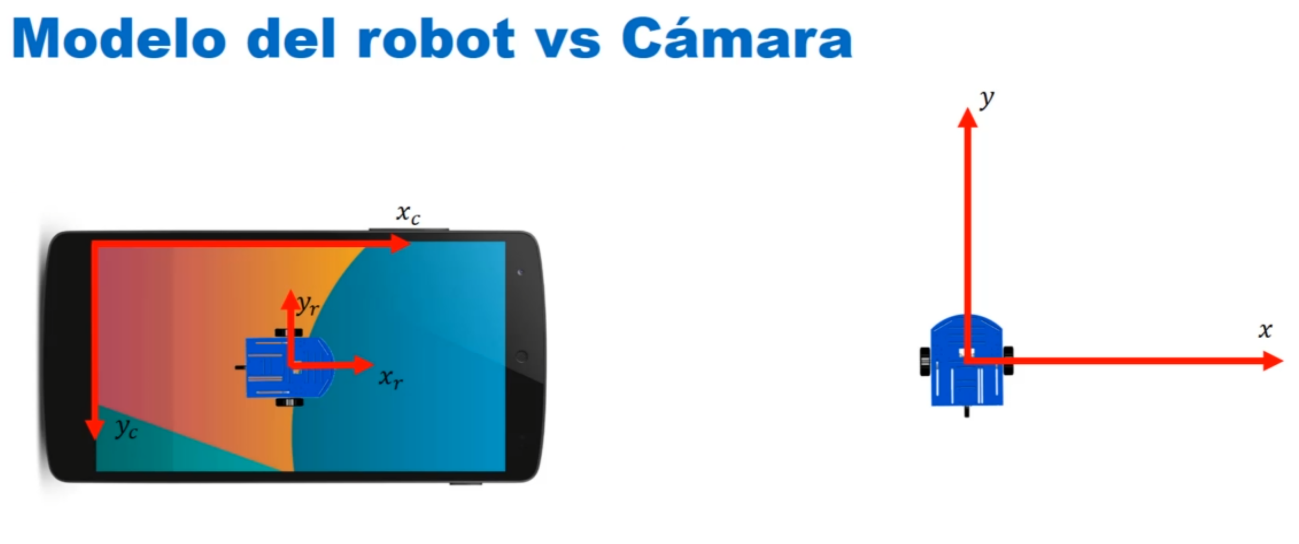 Modelo del robot vs Cámara
y
x_c
y_r
x
x_r
y_c